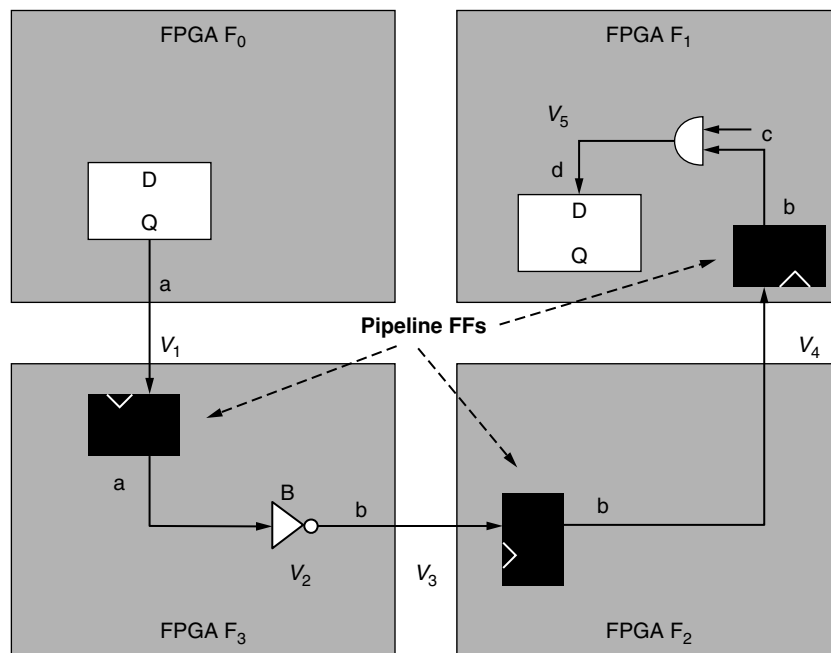 FPGA F0
FPGA F1
V5
c
d
D
Q
D
Q
b
a
Pipeline FFs
V1
V4
a
B
b
b
V2
V3
FPGA F3
FPGA F2